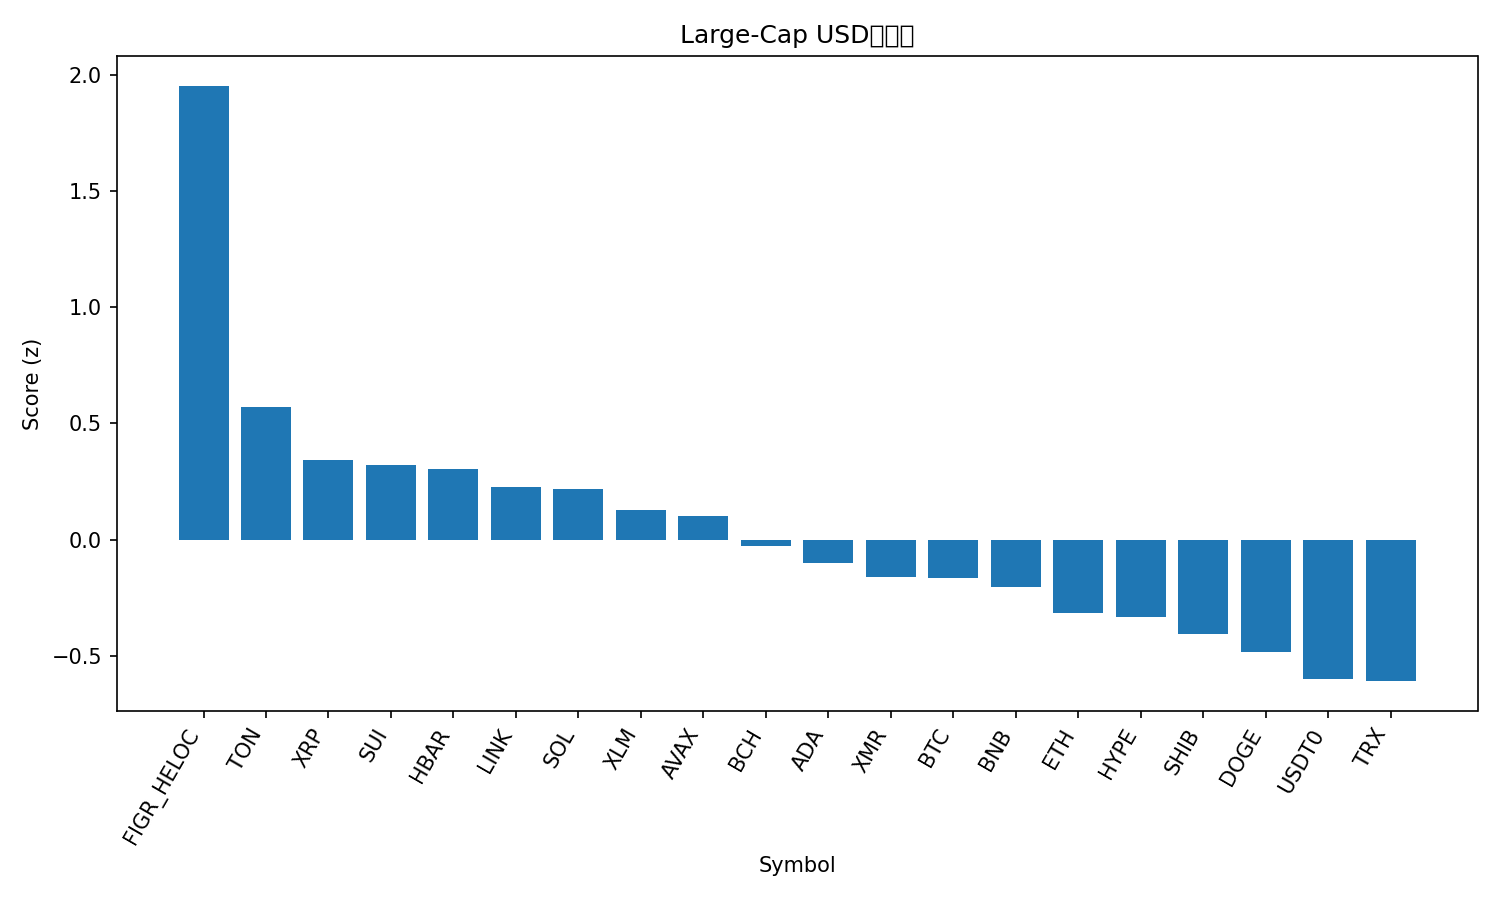 Large-Cap USD
Score (z)
2.0
1.5
1.0
0.5
0.0
−0.5
FIGR_HELOC
TON
XRP
SUI
HBAR
LINK
SOL
XLM
AVAX
BCH
ADA
XMR
BTC
BNB
ETH
HYPE
SHIB
DOGE
USDT0
TRX
Symbol